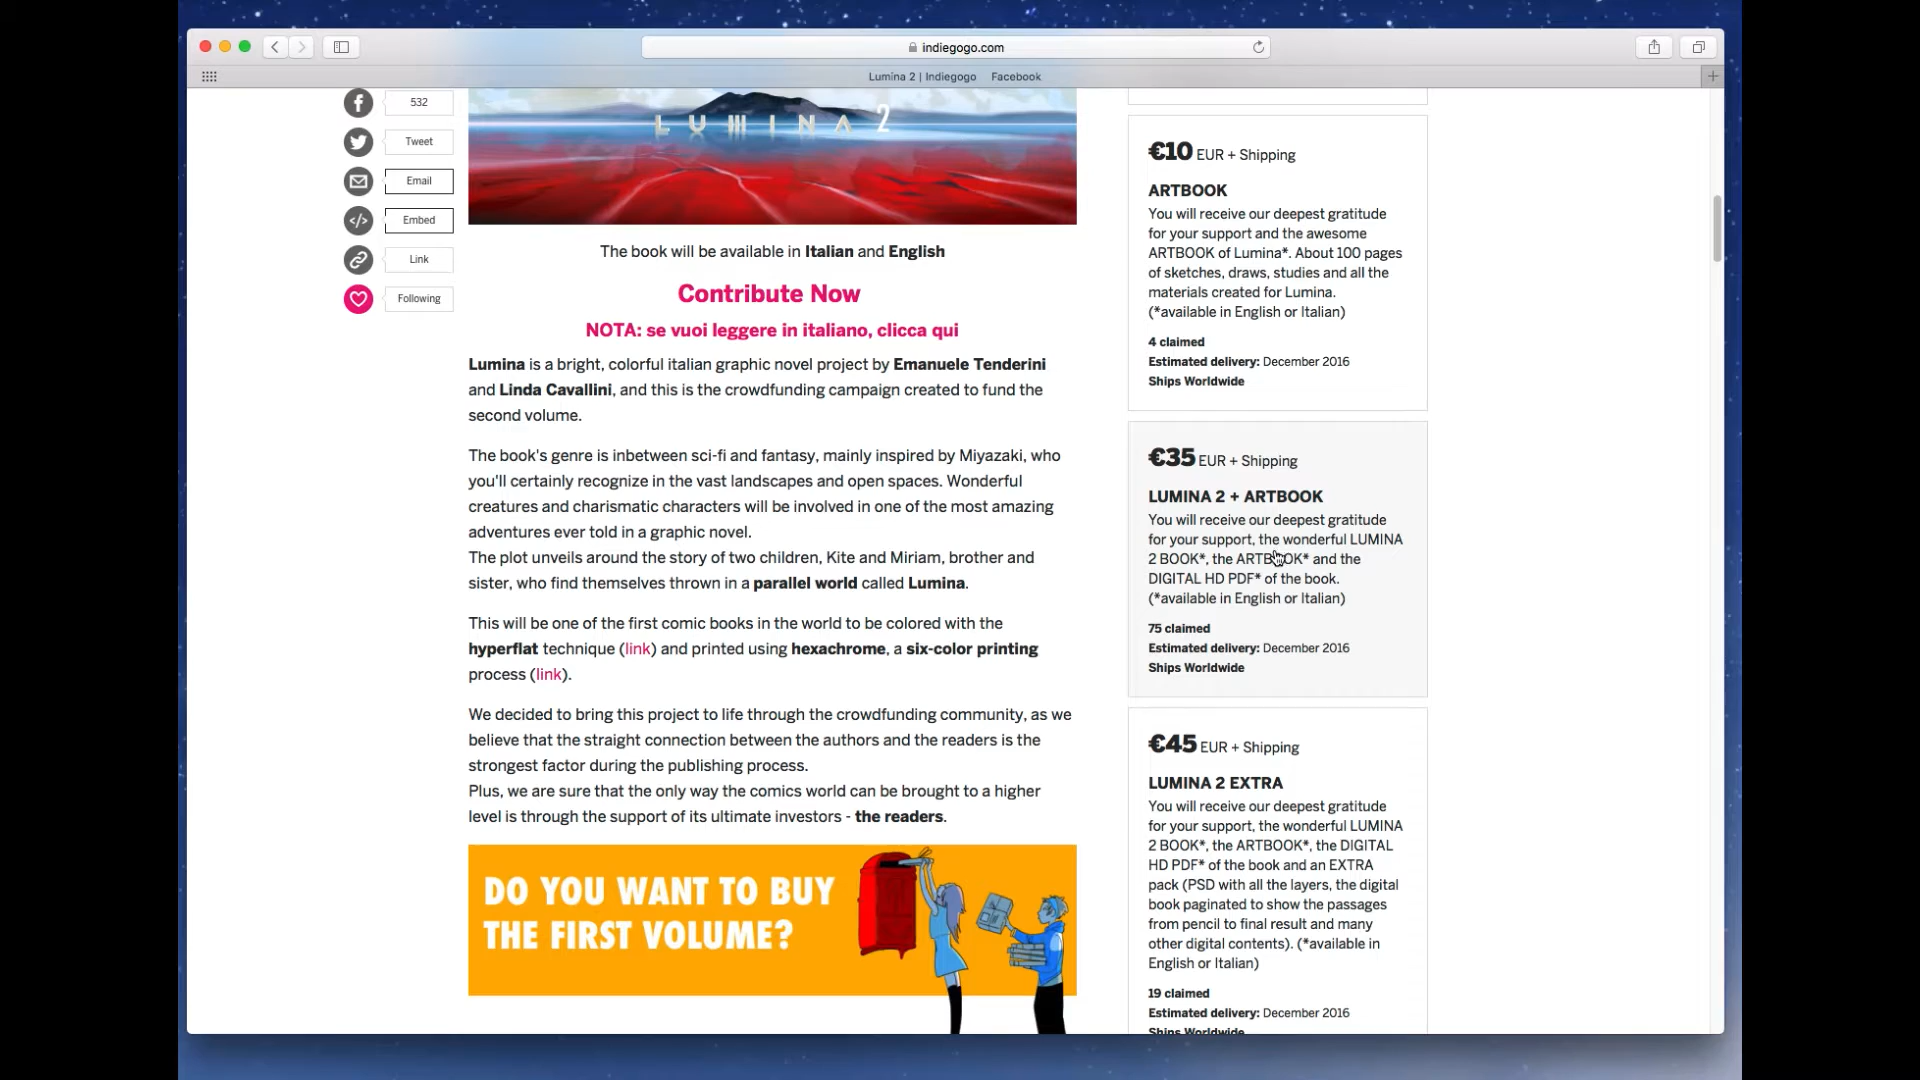 indiegogo.com
Lumina 2 | Indiegogo Facebook
532
Tweet
Email
Embed
Link
Following
LUMINA 2
The book will be available in Italian and English
Contribute Now
NOTA: se vuoi leggere in italiano, clicca qui
Lumina is a bright, colorful italian graphic novel project by Emanuele Tenderini
and Linda Cavallini, and this is the crowdfunding campaign created to fund the
second volume.
The book's genre is inbetween sci-fi and fantasy, mainly inspired by Miyazaki, who
you'll certainly recognize in the vast landscapes and open spaces. Wonderful
creatures and charismatic characters will be involved in one of the most amazing
adventures ever told in a graphic novel.
The plot unveils around the story of two children, Kite and Miriam, brother and
sister, who find themselves thrown in a parallel world called Lumina.
This will be one of the first comic books in the world to be colored with the
hyperflat technique (link) and printed using hexachrome, a six-color printing
process (link).
We decided to bring this project to life through the crowdfunding community, as we
believe that the straight connection between the authors and the readers is the
strongest factor during the publishing process.
Plus, we are sure that the only way the comics world can be brought to a higher
level is through the support of its ultimate investors - the readers.
DO YOU WANT TO BUY
THE FIRST VOLUME?
€10 EUR + Shipping
ARTBOOK
You will receive our deepest gratitude
for your support and the awesome
ARTBOOK of Lumina*. About 100 pages
of sketches, draws, studies and all the
materials created for Lumina.
(*available in English or Italian)
4 claimed
Estimated delivery: December 2016
Ships Worldwide
€35 EUR + Shipping
LUMINA 2 + ARTBOOK
You will receive our deepest gratitude
for your support, the wonderful LUMINA
2 BOOK*, the ARTBOOK* and the
DIGITAL HD PDF* of the book.
(*available in English or Italian)
75 claimed
Estimated delivery: December 2016
Ships Worldwide
€45 EUR + Shipping
LUMINA 2 EXTRA
You will receive our deepest gratitude
for your support, the wonderful LUMINA
2 BOOK*, the ARTBOOK*, the DIGITAL
HD PDF* of the book and an EXTRA
pack (PSD with all the layers, the digital
book paginated to show the passages
from pencil to final result and many
other digital contents). (*available in
English or Italian)
19 claimed
Estimated delivery: December 2016
Ships Worldwide